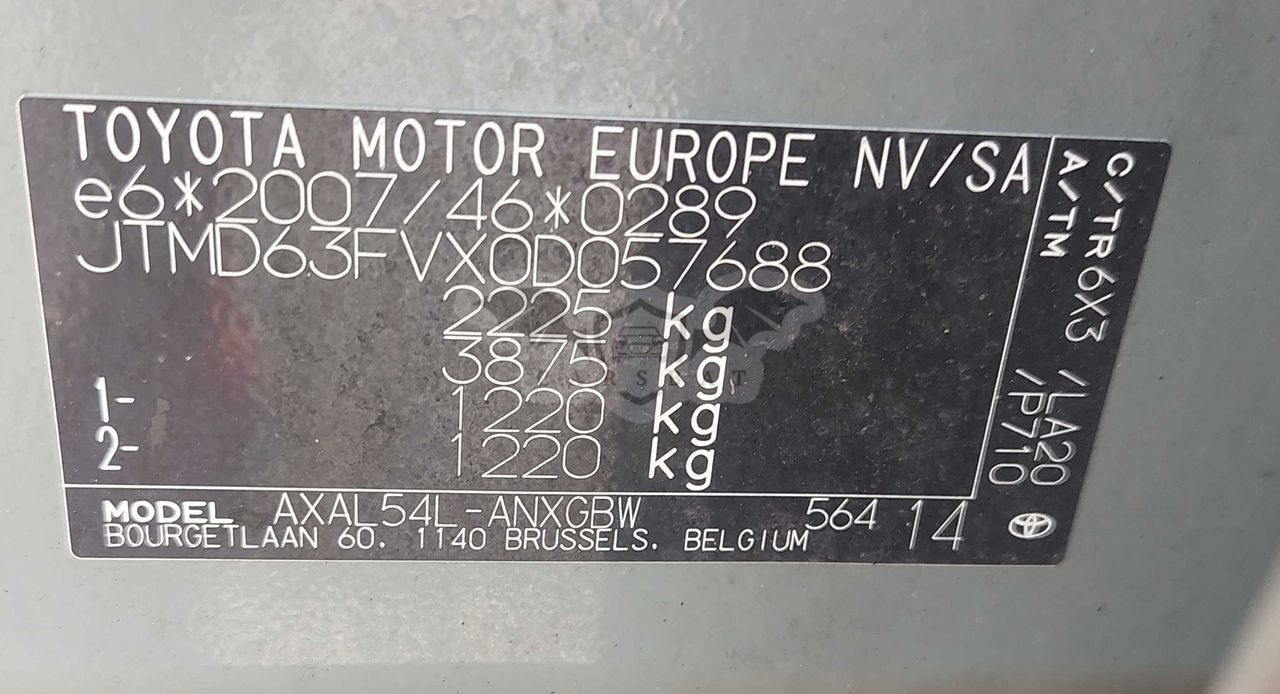 TOYOTA MOTOR EUROPE NV/SA
e6*2007/46*0289
JTMD63FVX0D057688
2225 kg
3875 kg
1- 1220 kg
2- 1220 kg
C/TR 6X3 /LA20
A/TM /P710
MODEL AXAL54L-ANXGBW 564 14
BOURGETLAAN 60. 1140 BRUSSELS. BELGIUM